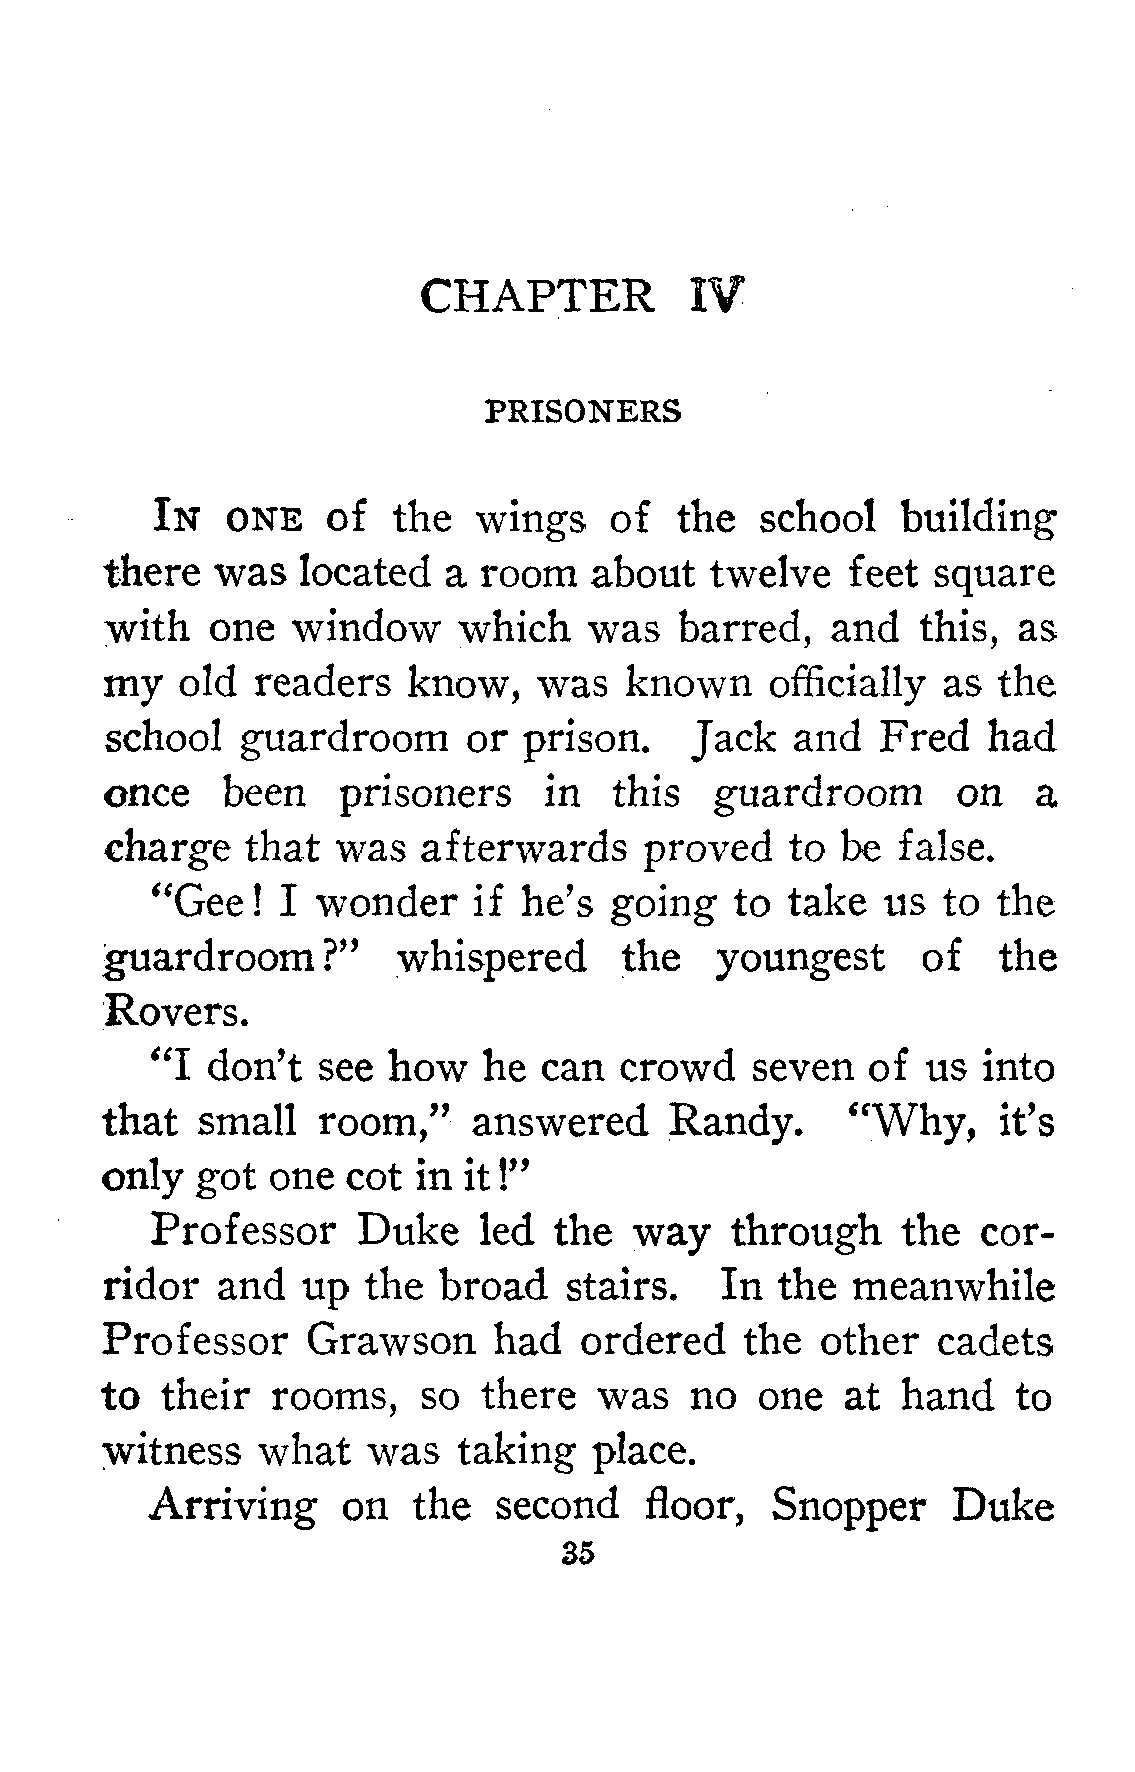 CHAPTER IV
PRISONERS
IN ONE of the wings of the school building
there was located a room about twelve feet square
with one window which was barred, and this, as
my old readers know, was known officially as the
school guardroom or prison. Jack and Fred had
once been prisoners in this guardroom on a
charge that was afterwards proved to be false.
“Gee! I wonder if he’s going to take us to the
guardroom?” whispered the youngest of the
Rovers.
“I don’t see how he can crowd seven of us into
that small room,” answered Randy. “Why, it’s
only got one cot in it!”
Professor Duke led the way through the cor-
ridor and up the broad stairs. In the meanwhile
Professor Grawson had ordered the other cadets
to their rooms, so there was no one at hand to
witness what was taking place.
Arriving on the second floor, Snopper Duke
35